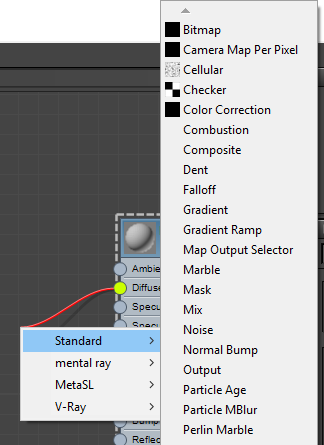 Bitmap
Camera Map Per Pixel
Cellular
Checker
Color Correction
Combustion
Composite
Dent
Falloff
Gradient
Gradient Ramp
Map Output Selector
Marble
Mask
Mix
Noise
Normal Bump
Output
Particle Age
Particle MBlur
Perlin Marble
Ambie
Diffuse
Specu
Specu
Standard
mental ray
MetaSL
V-Ray
Bump
Reflec